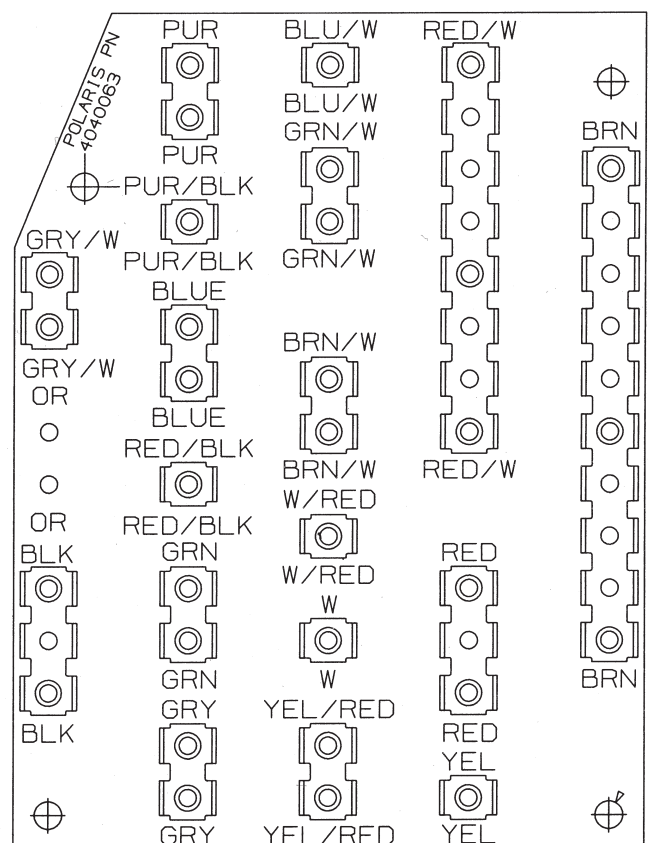 POLARIS PN
4040063
PUR
BLU/W
RED/W
BLU/W
GRN/W
BRN
PUR
PUR/BLK
GRY/W
PUR/BLK
GRN/W
BLUE
BRN/W
GRY/W
OR
BLUE
RED/BLK
BRN/W
RED/W
W/RED
OR
RED/BLK
BLK
GRN
RED
W/RED
W
GRN
W
BRN
GRY
YEL/RED
BLK
RED
YEL
GRY
YEL/RED
YEL